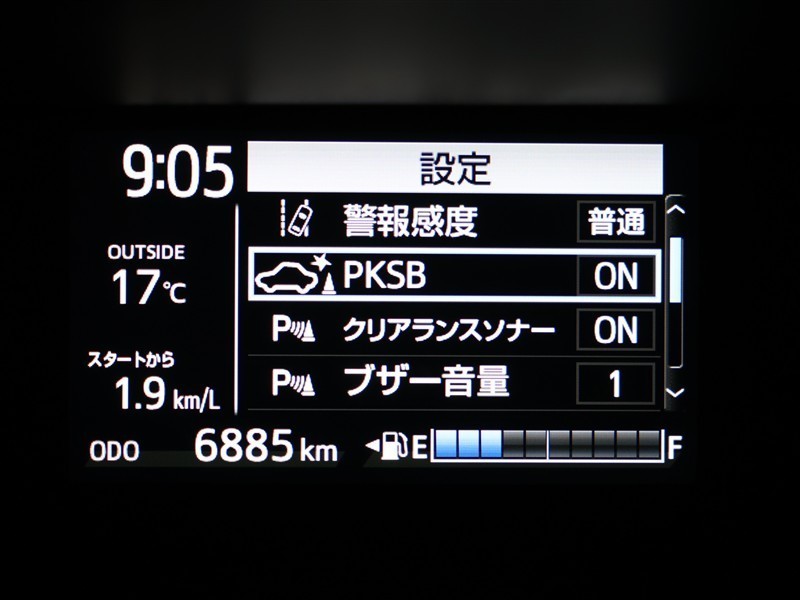 9:05
設定
警報感度 普通
OUTSIDE
17℃
PKSB ON
P クリアランスソナー ON
スタートから
1.9 km/L
P ブザー音量 1
ODO 6885 km E F